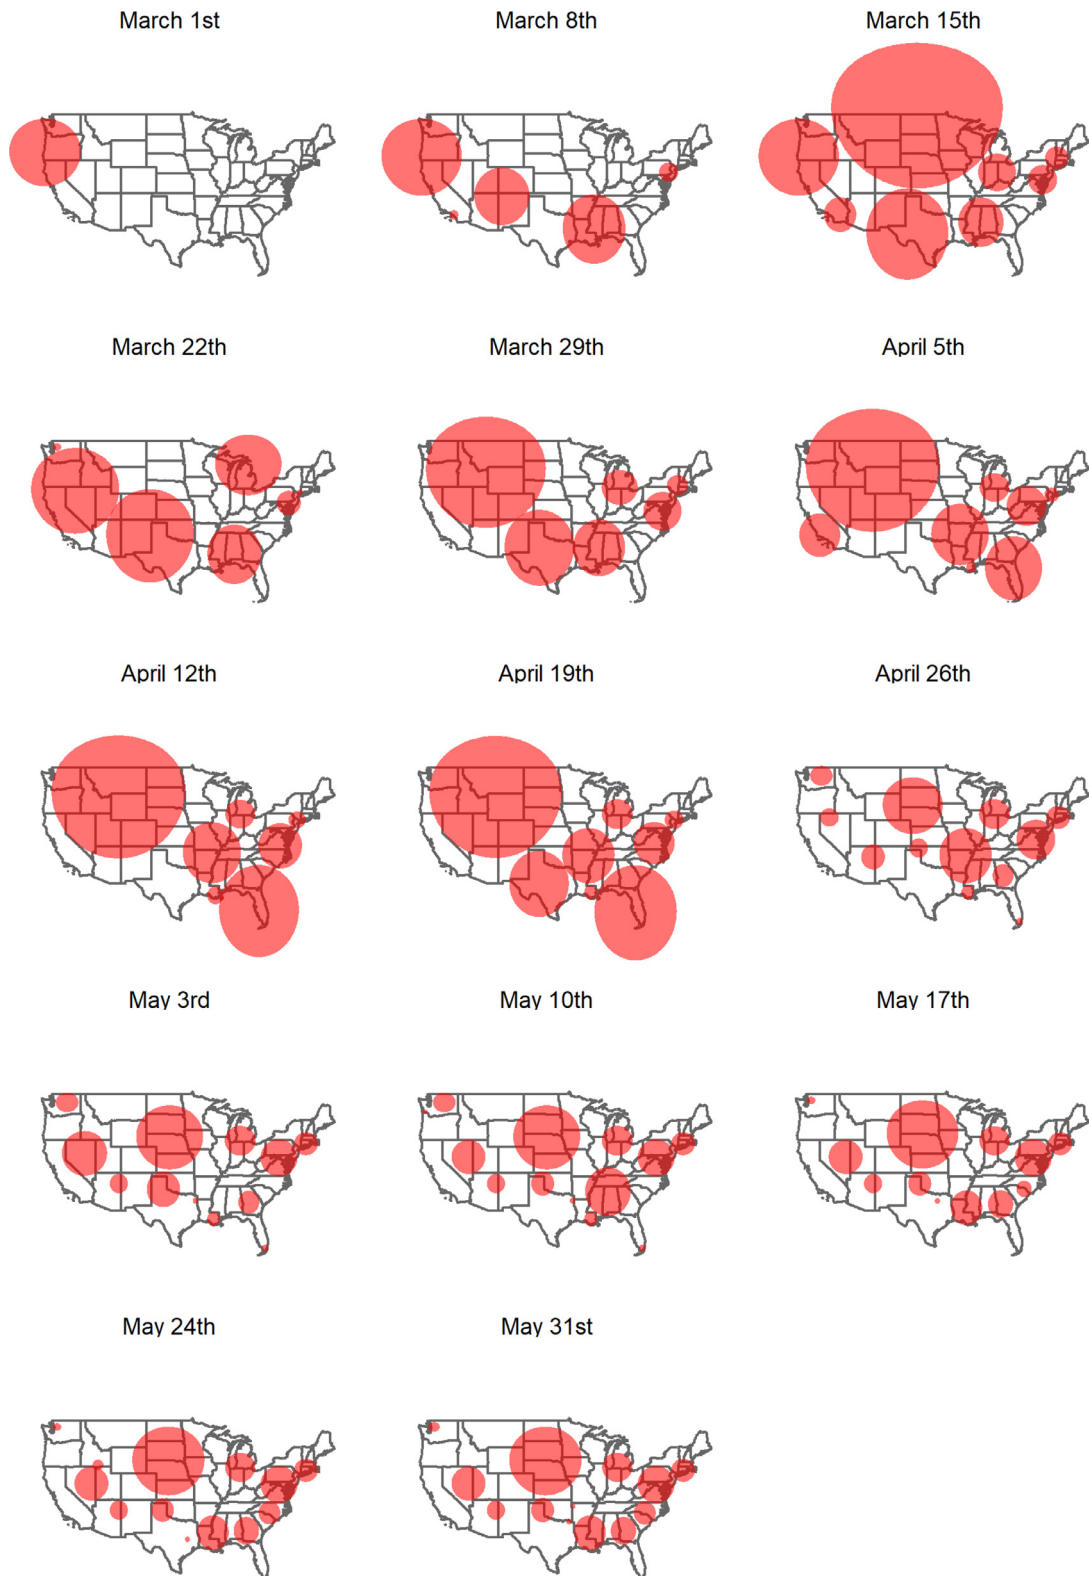 March 1st
March 8th
March 15th
March 22th
March 29th
April 5th
April 12th
April 19th
April 26th
May 3rd
May 10th
May 17th
May 24th
May 31st